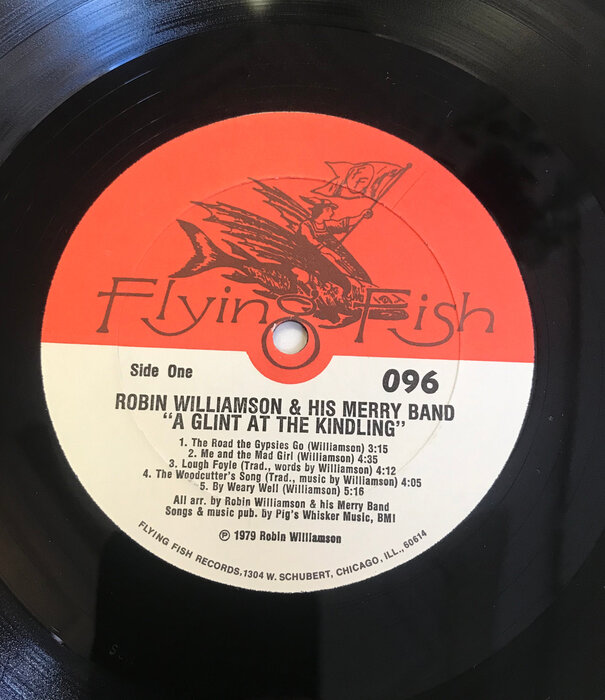 Flying Fish
Side One
096
ROBIN WILLIAMSON & HIS MERRY BAND
"A GLINT AT THE KINDLING"
1. The Road the Gypsies Go (Williamson) 3:15
2. Me and the Mad Girl (Williamson) 4:35
3. Lough Foyle (Trad., words by Williamson) 4:12
4. The Woodcutter's Song (Trad., music by Williamson) 4:05
5. By Weary Well (Williamson) 5:16
All arr. by Robin Williamson & his Merry Band
Songs & music pub. by Pig's Whisker Music, BMI
℗ 1979 Robin Williamson
FLYING FISH RECORDS, 1304 W. SCHUBERT, CHICAGO, ILL., 60614